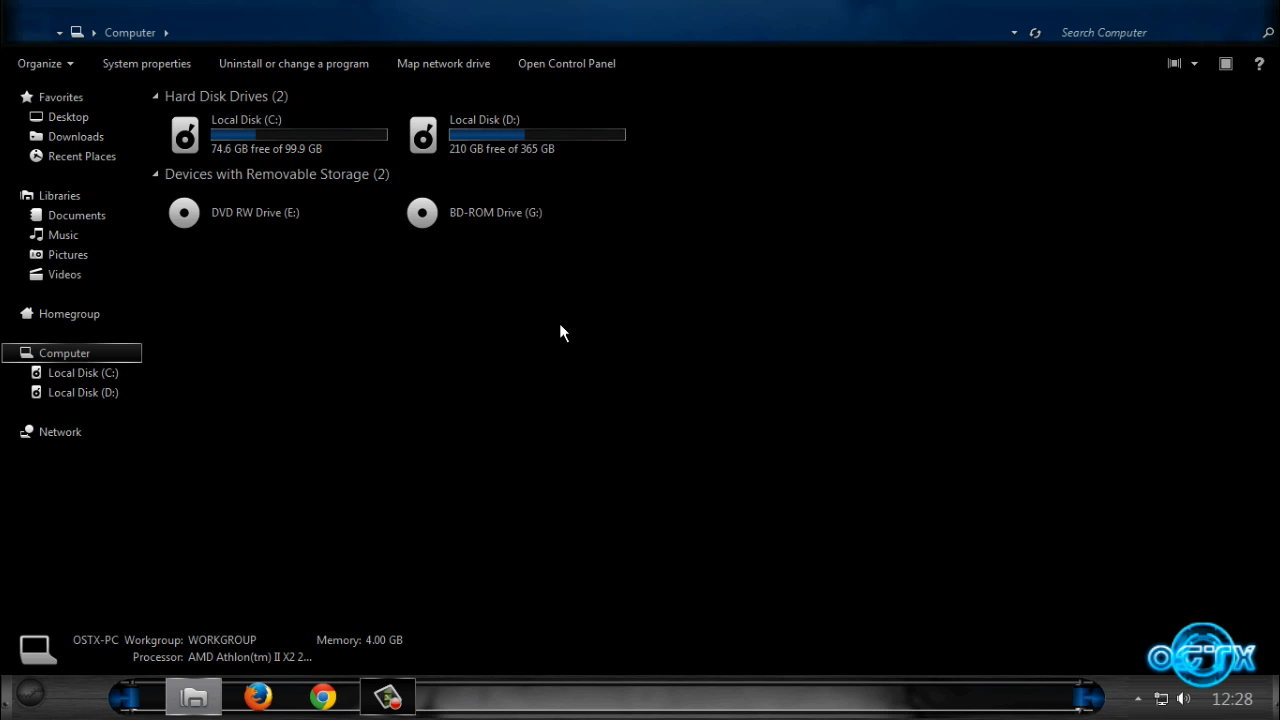 Computer
Search Computer
Organize
System properties
Uninstall or change a program
Map network drive
Open Control Panel
?
Favorites
Desktop
Downloads
Recent Places
Libraries
Documents
Music
Pictures
Videos
Homegroup
Computer
Local Disk (C:)
Local Disk (D:)
Network
Hard Disk Drives (2)
Local Disk (C:)
74.6 GB free of 99.9 GB
Local Disk (D:)
210 GB free of 365 GB
Devices with Removable Storage (2)
DVD RW Drive (E:)
BD-ROM Drive (G:)
OSTX-PC Workgroup: WORKGROUP Memory: 4.00 GB
Processor: AMD Athlon(tm) II X2 2...
OSTX
12:28